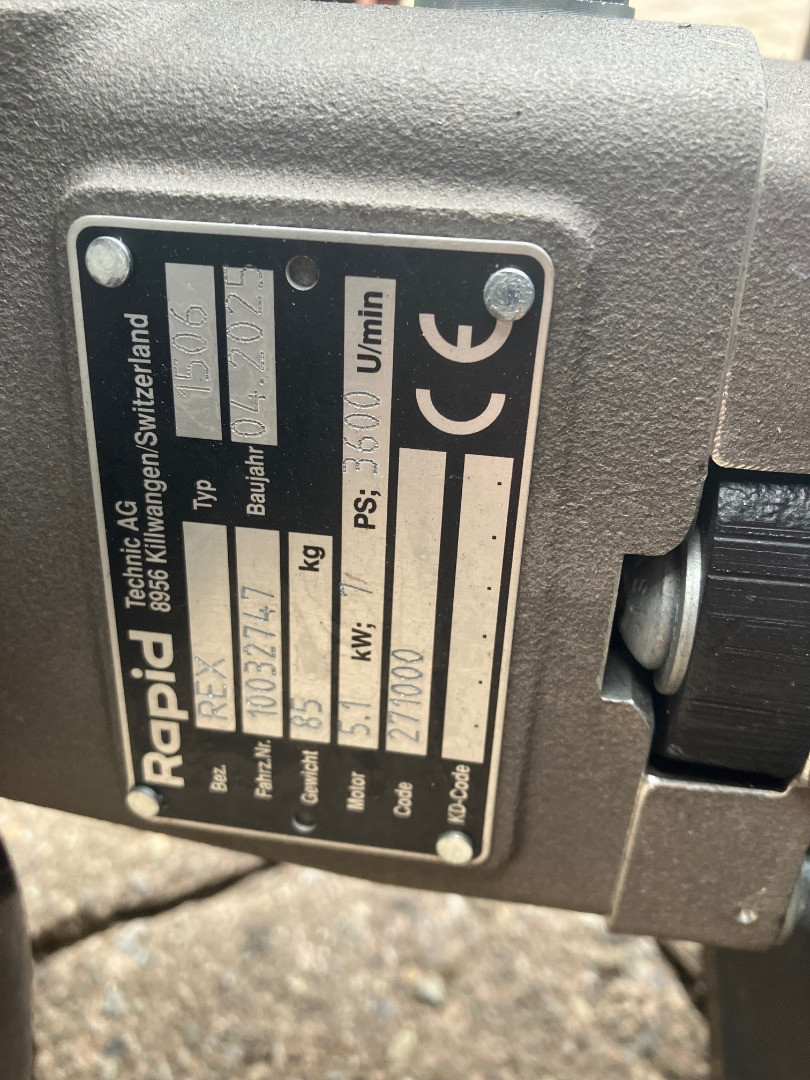 Rapid Technic AG
8956 Killwangen/Switzerland
Bez. REX Typ 1506
Fahrz.Nr. 10032747 Baujahr 04.2025
Gewicht 85 kg
Motor 5.1 kW; 7 PS; 3600 U/min
Code 271000
KD-Code . . . . .
CE